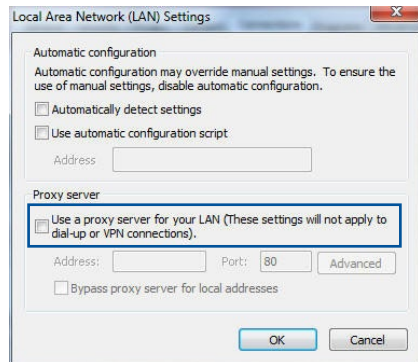 Local Area Network (LAN) Settings
Automatic configuration
Automatic configuration may override manual settings. To ensure the
use of manual settings, disable automatic configuration.
Automatically detect settings
Use automatic configuration script
Address
Proxy server
Use a proxy server for your LAN (These settings will not apply to
dial-up or VPN connections).
Address: Port: 80 Advanced
Bypass proxy server for local addresses
OK Cancel